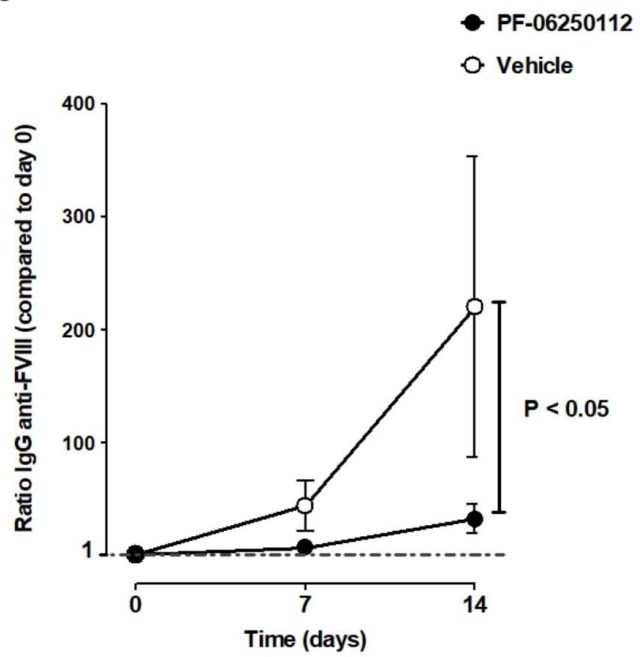 PF-06250112
Vehicle
400
300
200
100
1
Ratio IgG anti-FVIII (compared to day 0)
P < 0.05
0 7 14
Time (days)